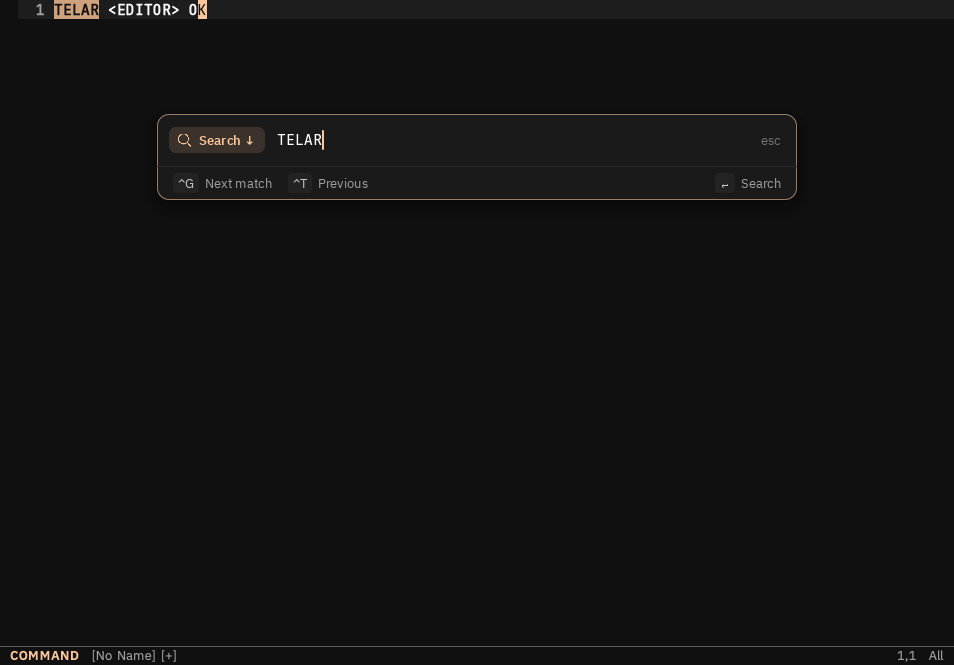 1 TELAR <EDITOR> OK
Search ↓ TELAR esc
^G Next match ^T Previous ↵ Search
COMMAND [No Name] [+] 1,1 All